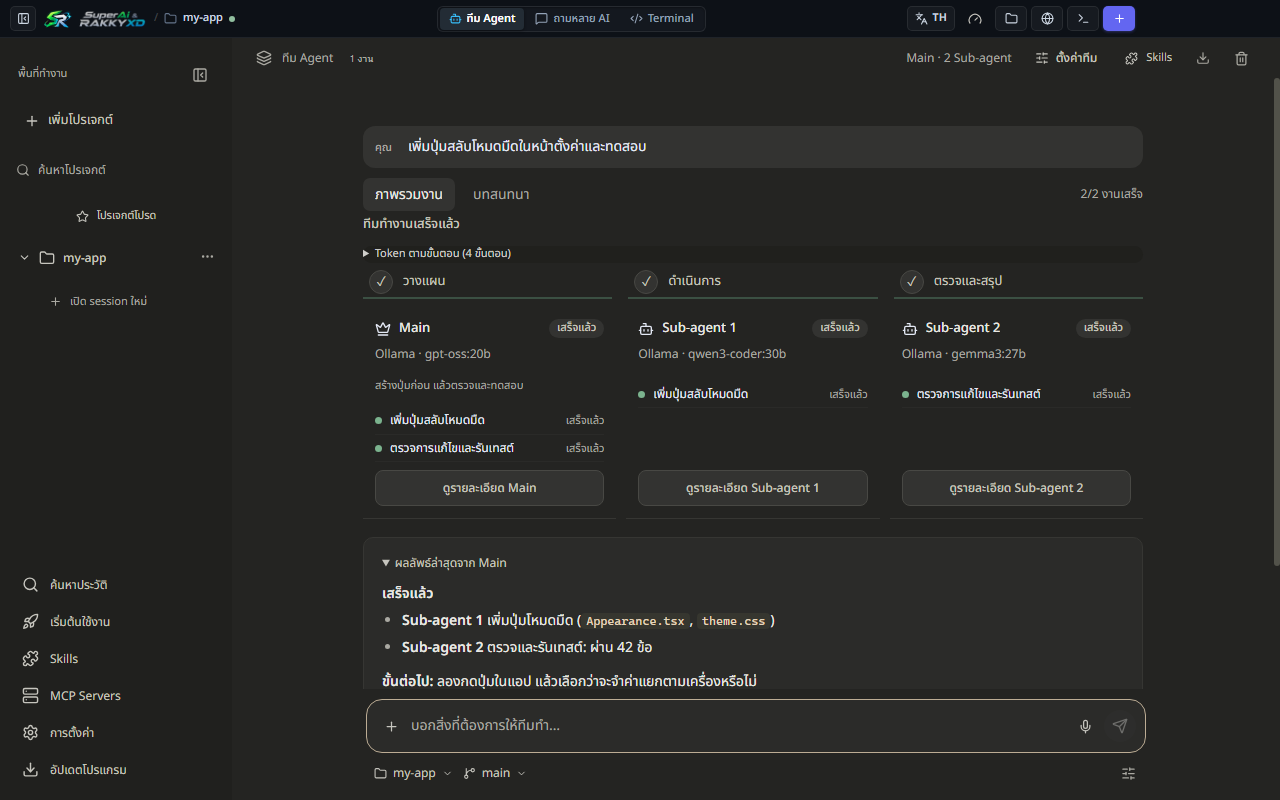 SuperAi & RAKKYXD / my-app
ทีม Agent
ถามหลาย AI
Terminal
TH
พื้นที่ทำงาน
เพิ่มโปรเจกต์
ค้นหาโปรเจกต์
โปรเจกต์โปรด
my-app
เปิด session ใหม่
ค้นหาประวัติ
เริ่มต้นใช้งาน
Skills
MCP Servers
การตั้งค่า
อัปเดตโปรแกรม
ทีม Agent 1 งาน
Main · 2 Sub-agent
ตั้งค่าทีม
Skills
คุณ เพิ่มปุ่มสลับโหมดมืดในหน้าตั้งค่าและทดสอบ
ภาพรวมงาน บทสนทนา 2/2 งานเสร็จ
ทีมทำงานเสร็จแล้ว
Token ตามขั้นตอน (4 ขั้นตอน)
วางแผน
ดำเนินการ
ตรวจและสรุป
Main เสร็จแล้ว
Ollama · gpt-oss:20b
สร้างปุ่มก่อน แล้วตรวจและทดสอบ
เพิ่มปุ่มสลับโหมดมืด เสร็จแล้ว
ตรวจการแก้ไขและรันเทสต์ เสร็จแล้ว
ดูรายละเอียด Main
Sub-agent 1 เสร็จแล้ว
Ollama · qwen3-coder:30b
เพิ่มปุ่มสลับโหมดมืด เสร็จแล้ว
ดูรายละเอียด Sub-agent 1
Sub-agent 2 เสร็จแล้ว
Ollama · gemma3:27b
ตรวจการแก้ไขและรันเทสต์ เสร็จแล้ว
ดูรายละเอียด Sub-agent 2
ผลลัพธ์ล่าสุดจาก Main
เสร็จแล้ว
Sub-agent 1 เพิ่มปุ่มโหมดมืด (Appearance.tsx, theme.css)
Sub-agent 2 ตรวจและรันเทสต์: ผ่าน 42 ข้อ
ขั้นต่อไป: ลองกดปุ่มในแอป แล้วเลือกว่าจะจำค่าแยกตามเครื่องหรือไม่
บอกสิ่งที่ต้องการให้ทีมทำ...
my-app main